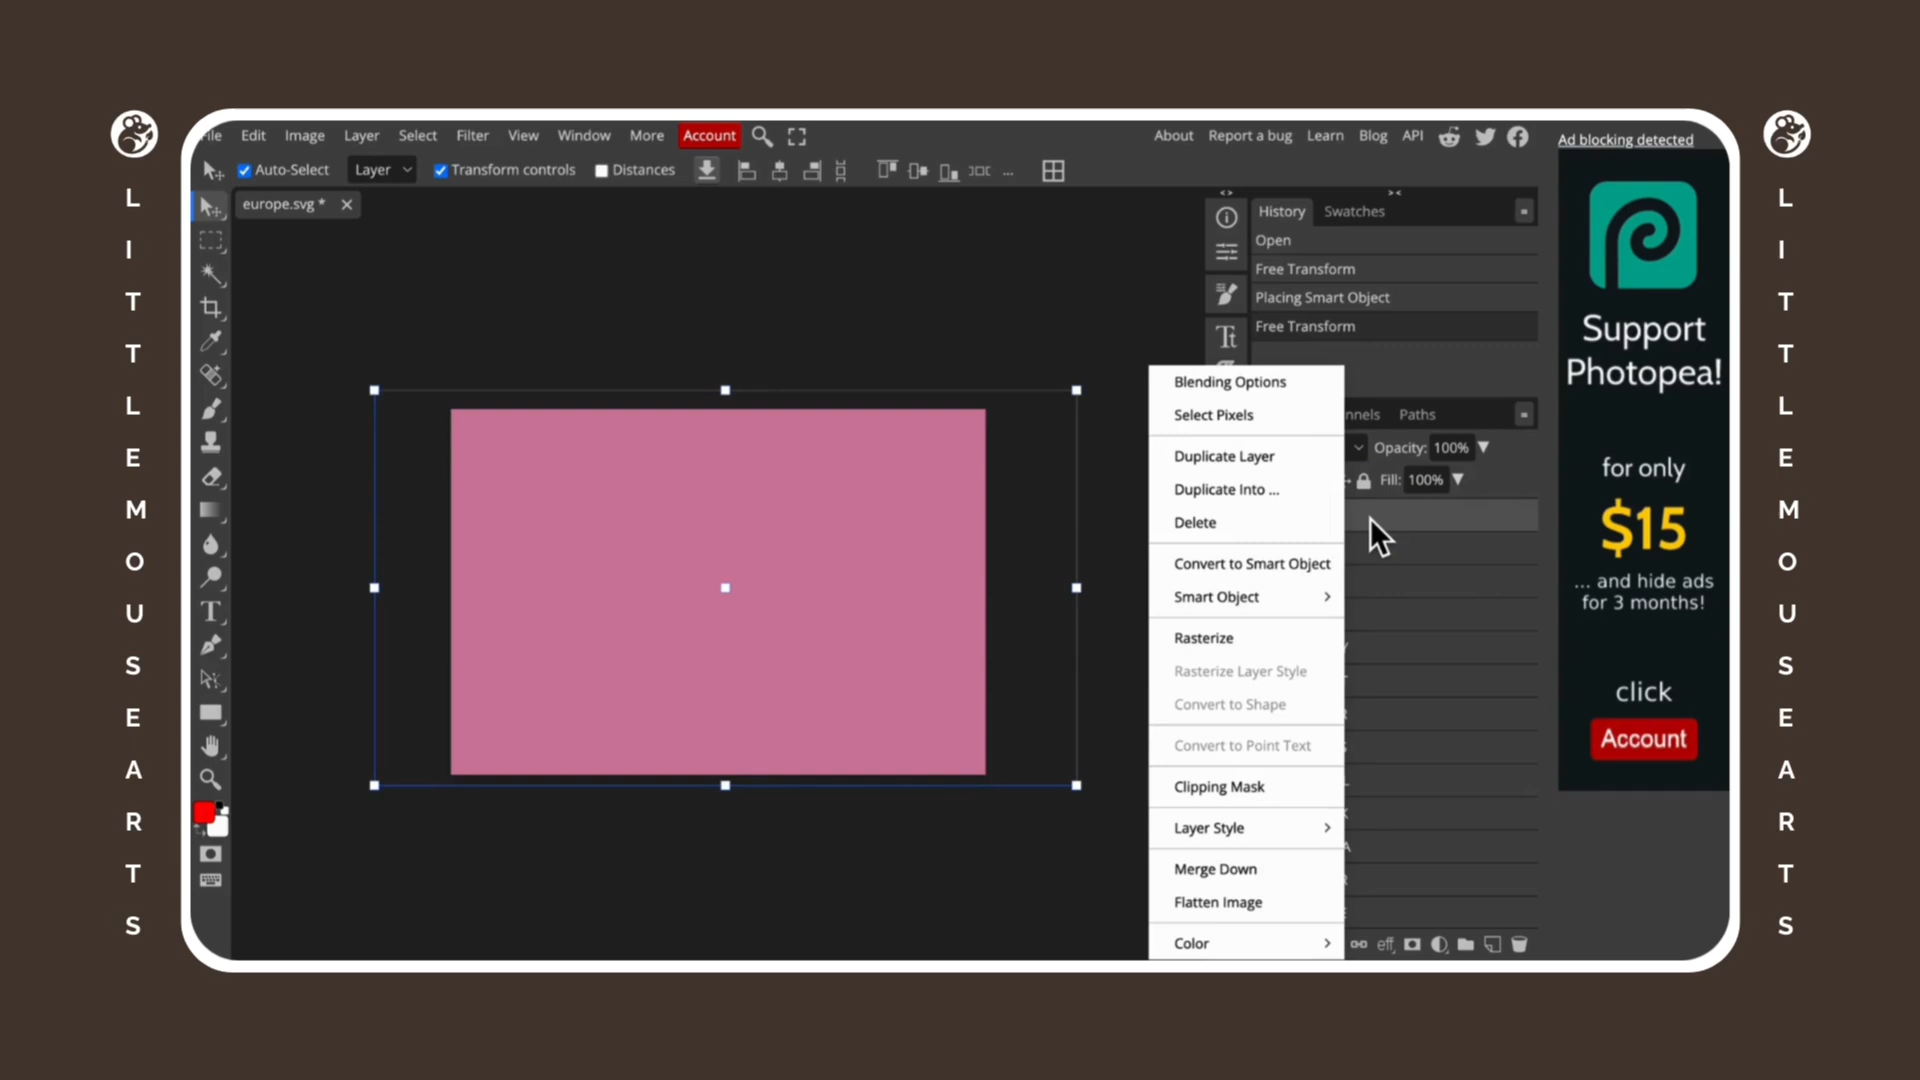 LITTLEMOUSEARTS
File Edit Image Layer Select Filter View Window More Account
About Report a bug Learn Blog API
Ad blocking detected
Auto-Select Layer Transform controls Distances ...
europe.svg *
History Swatches
Open
Free Transform
Placing Smart Object
Free Transform
Paths
Opacity: 100%
Fill: 100%
Blending Options
Select Pixels
Duplicate Layer
Duplicate Into ...
Delete
Convert to Smart Object
Smart Object
Rasterize
Rasterize Layer Style
Convert to Shape
Convert to Point Text
Clipping Mask
Layer Style
Merge Down
Flatten Image
Color
eff
Support
Photopea!
for only
$15
... and hide ads
for 3 months!
click
Account
LITTLEMOUSEARTS